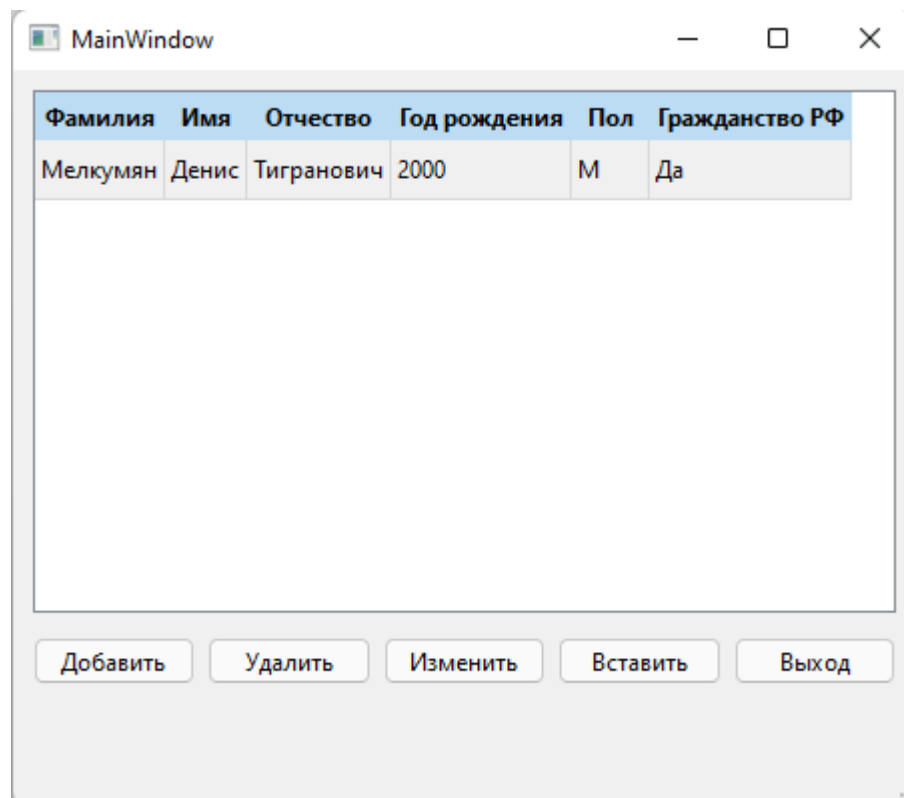 MainWindow
Фамилия Имя Отчество Год рождения Пол Гражданство РФ
Мелкумян Денис Тигранович 2000 М Да
Добавить Удалить Изменить Вставить Выход